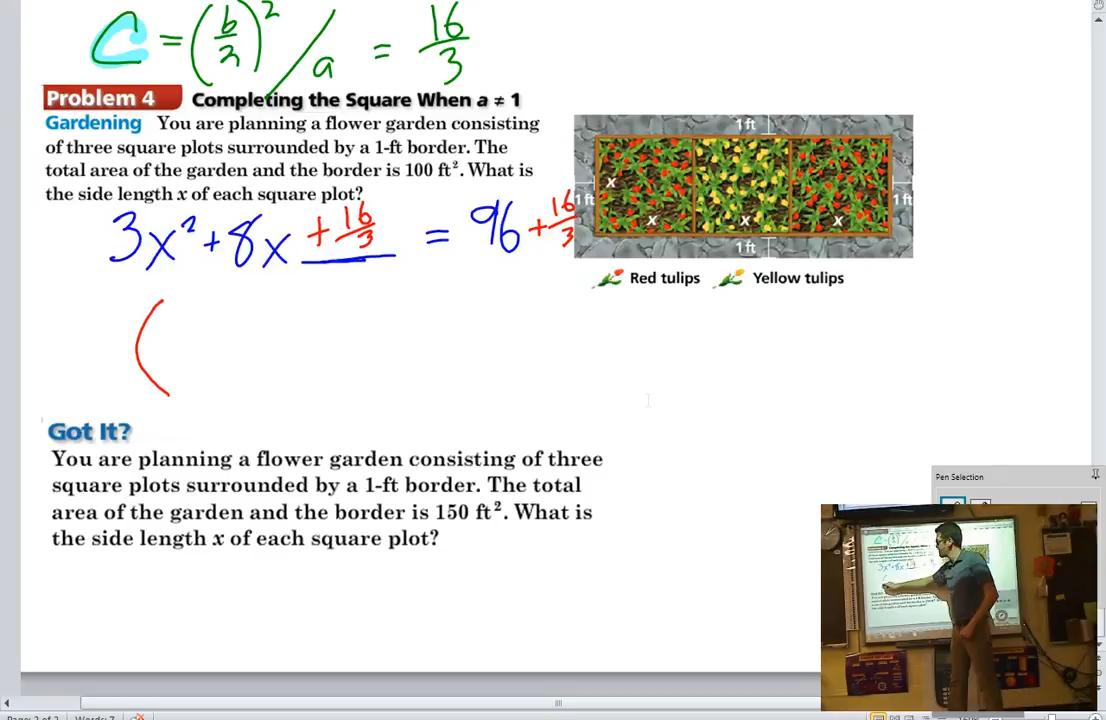 C = (b/2)² / a = 16/3
Problem 4 Completing the Square When a ≠ 1
Gardening You are planning a flower garden consisting
of three square plots surrounded by a 1-ft border. The
total area of the garden and the border is 100 ft². What is
the side length x of each square plot?
1 ft
x
1 ft
1 ft
x
x
x
1 ft
Red tulips
Yellow tulips
3x² + 8x + 16/3 = 96 + 16/3
(
Got It?
You are planning a flower garden consisting of three
square plots surrounded by a 1-ft border. The total
area of the garden and the border is 150 ft². What is
the side length x of each square plot?
Pen Selection